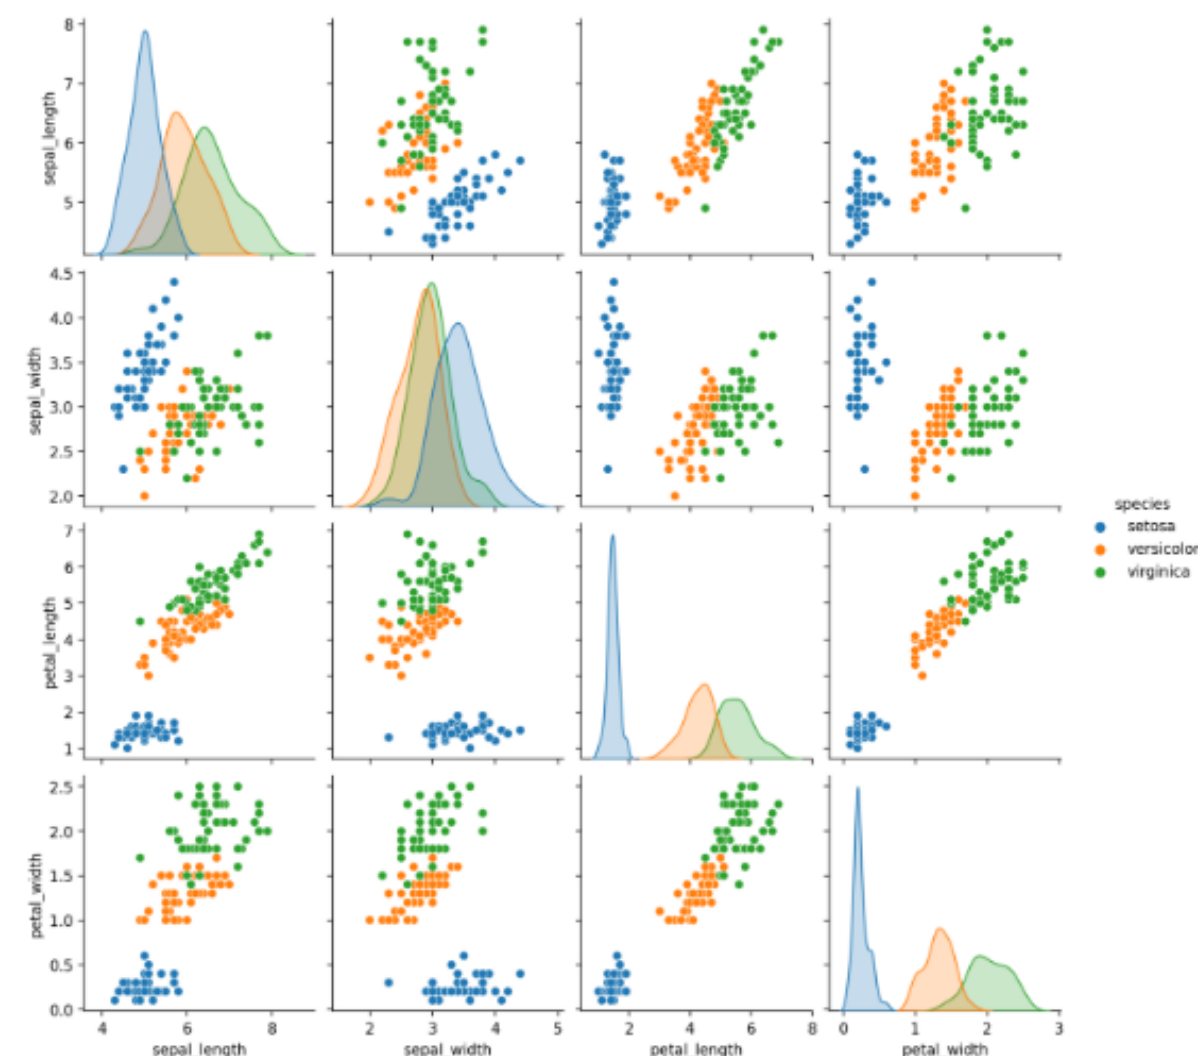 8
7
6
5
sepal_length
4.5
4.0
3.5
3.0
2.5
2.0
sepal_width
species
setosa
versicolor
virginica
7
6
5
4
3
2
1
petal_length
2.5
2.0
1.5
1.0
0.5
0.0
petal_width
4 6 8 2 3 4 5 2 4 6 8 0 1 2 3
sepal_length sepal_width petal_length petal_width